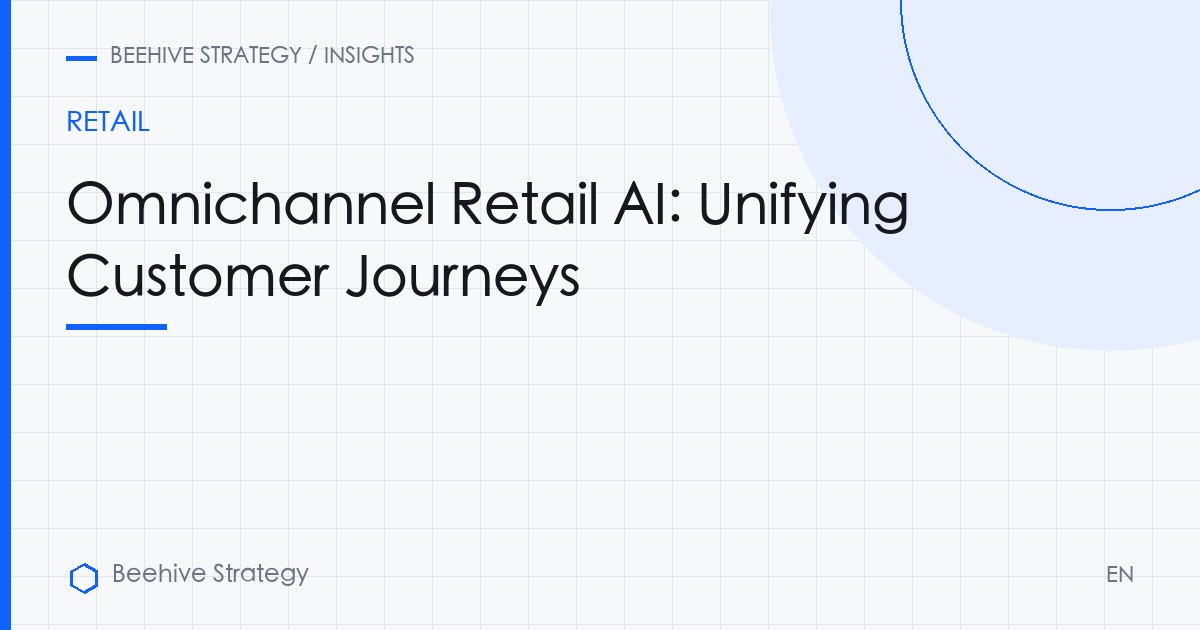 BEEHIVE STRATEGY / INSIGHTS
RETAIL
Omnichannel Retail AI: Unifying
Customer Journeys
Beehive Strategy
EN